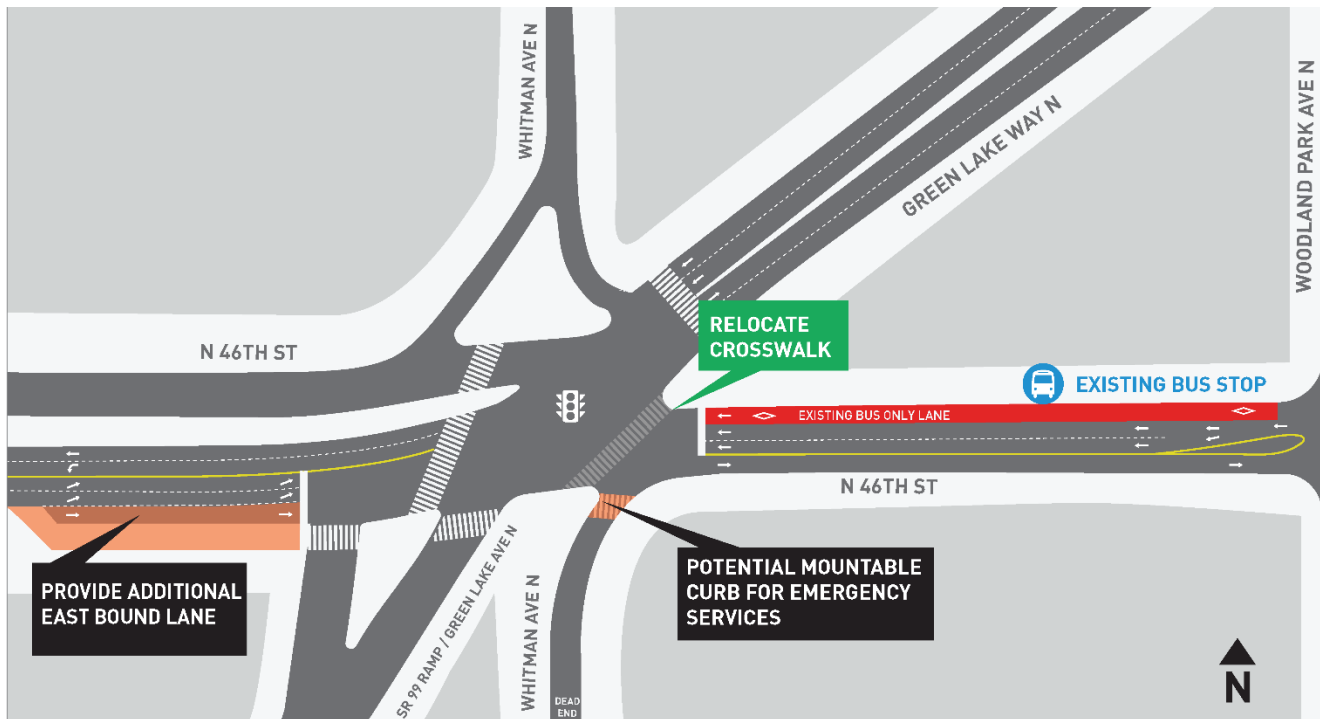 WHITMAN AVE N
GREEN LAKE WAY N
WOODLAND PARK AVE N
N 46TH ST
RELOCATE
CROSSWALK
EXISTING BUS STOP
EXISTING BUS ONLY LANE
N 46TH ST
PROVIDE ADDITIONAL
EAST BOUND LANE
SR 99 RAMP / GREEN LAKE AVE N
WHITMAN AVE N
POTENTIAL MOUNTABLE
CURB FOR EMERGENCY
SERVICES
DEAD
END
N